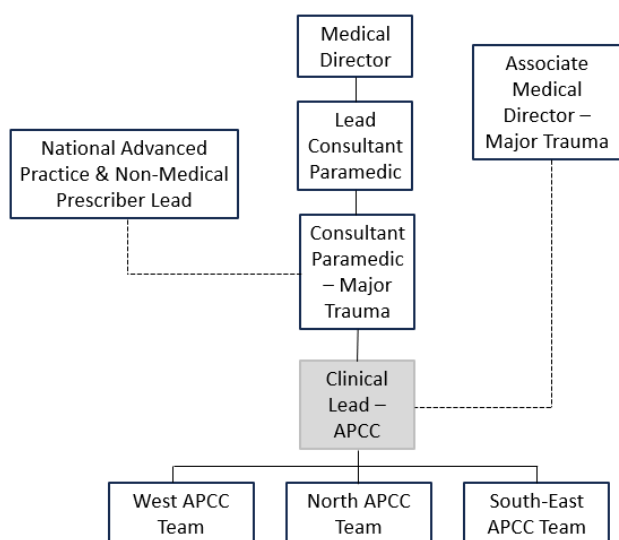 Medical
Director
Associate
Medical
Director –
Major Trauma
Lead
Consultant
Paramedic
National Advanced
Practice & Non-Medical
Prescriber Lead
Consultant
Paramedic
– Major
Trauma
Clinical
Lead –
APCC
West APCC
Team
North APCC
Team
South-East
APCC Team